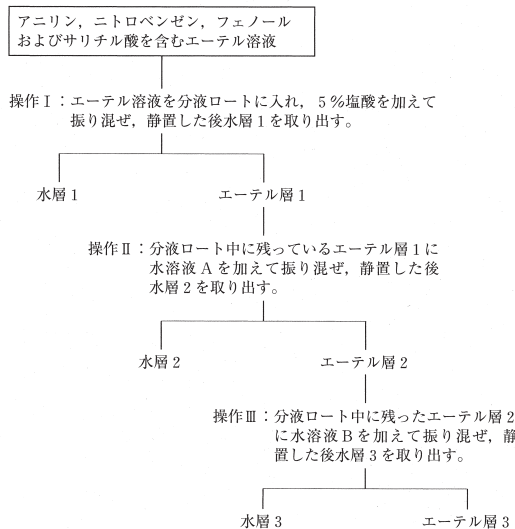 アニリン，ニトロベンゼン，フェノール
およびサリチル酸を含むエーテル溶液
操作Ⅰ：エーテル溶液を分液ロートに入れ，５％塩酸を加えて
振り混ぜ，静置した後水層１を取り出す。
水層１
エーテル層１
操作Ⅱ：分液ロート中に残っているエーテル層１に
水溶液Ａを加えて振り混ぜ，静置した後
水層２を取り出す。
水層２
エーテル層２
操作Ⅲ：分液ロート中に残ったエーテル層２
に水溶液Ｂを加えて振り混ぜ，静
置した後水層３を取り出す。
水層３
エーテル層３